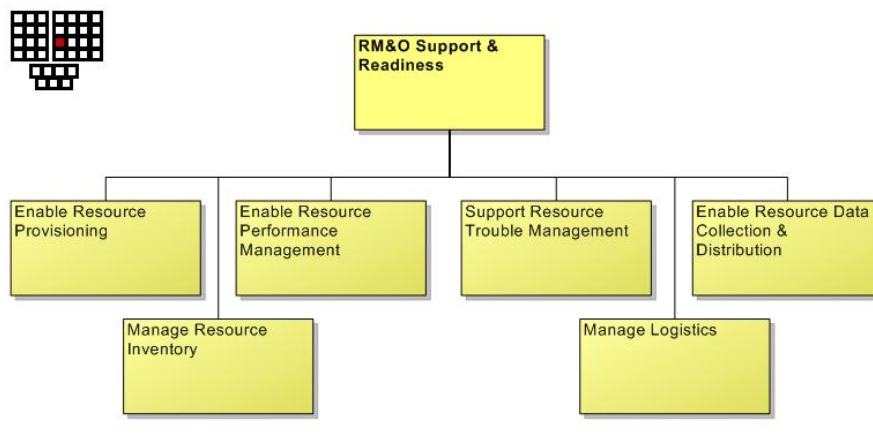 RM&O Support &
Readiness
Enable Resource
Provisioning
Enable Resource
Performance
Management
Support Resource
Trouble Management
Enable Resource Data
Collection &
Distribution
Manage Resource
Inventory
Manage Logistics